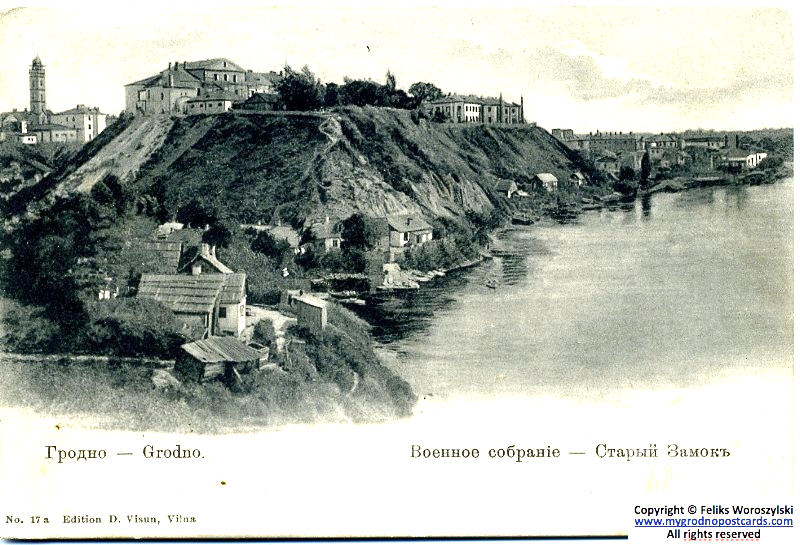 Гродно — Grodno.
Военное собранiе — Старый Замокъ
No. 17a Edition D. Visun, Vilna
Copyright © Feliks Woroszylski
www.mygrodnopostcards.com
All rights reserved